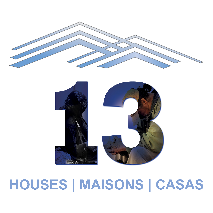 13
HOUSES | MAISONS | CASAS